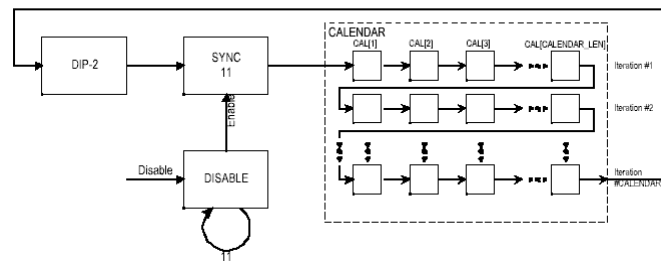 CALENDAR
CAL[1]
CAL[2]
CAL[3]
CAL[CALENDAR_LEN]
DIP-2
SYNC
11
Iteration #1
Iteration #2
Enable
Disable
DISABLE
Iteration
#CALENDAR
11